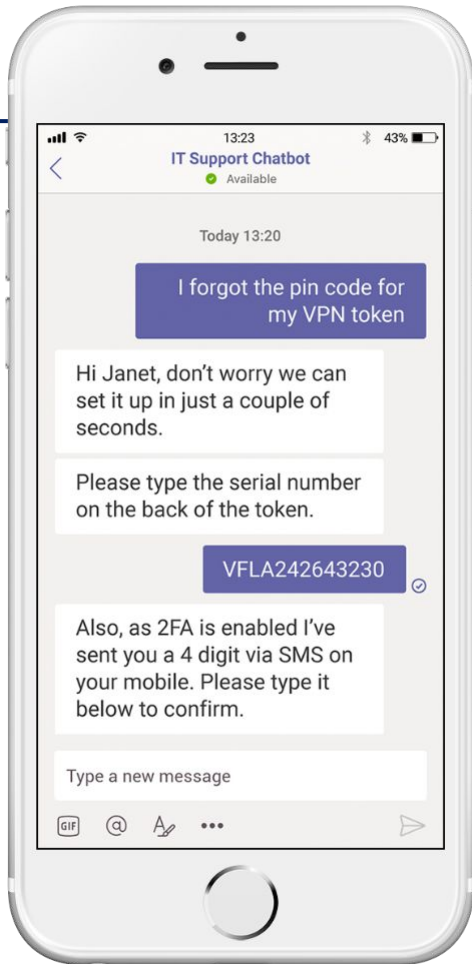 13:23
43%
IT Support Chatbot
Available
Today 13:20
I forgot the pin code for
my VPN token
Hi Janet, don't worry we can
set it up in just a couple of
seconds.
Please type the serial number
on the back of the token.
VFLA242643230
Also, as 2FA is enabled I've
sent you a 4 digit via SMS on
your mobile. Please type it
below to confirm.
Type a new message
GIF @ A •••